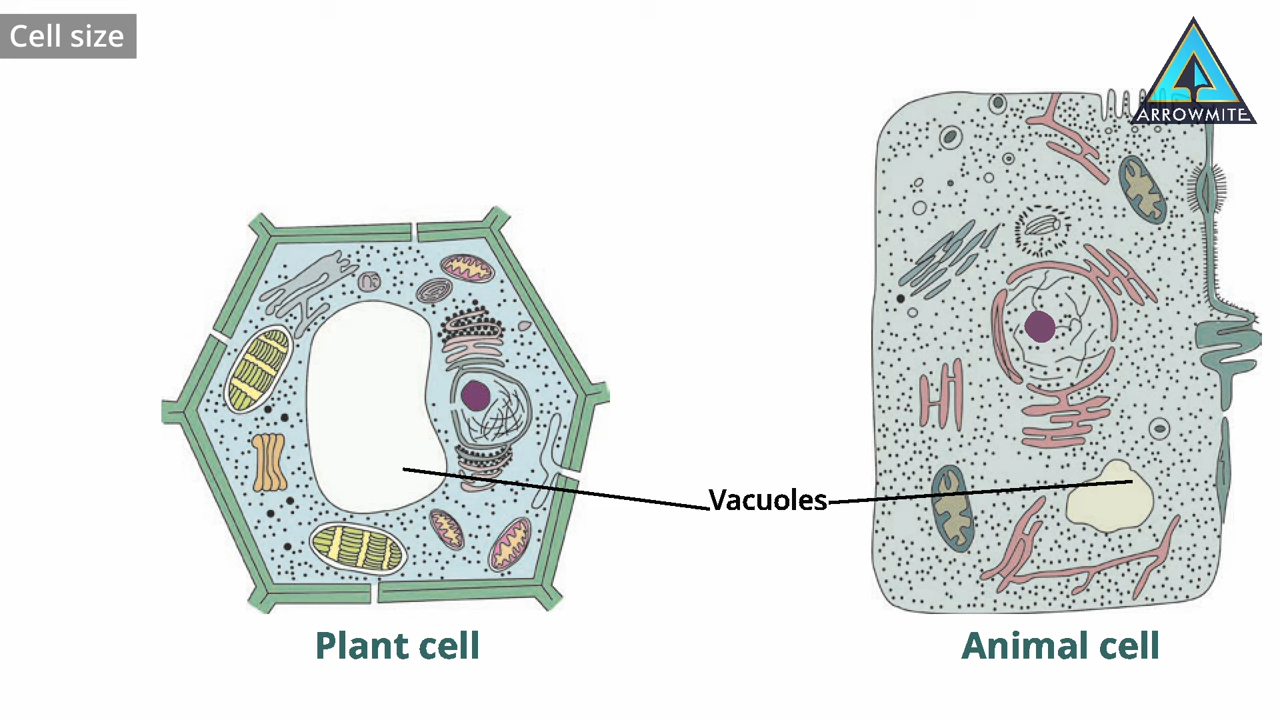 Cell size
ARROWMITE
Vacuoles
Plant cell
Animal cell